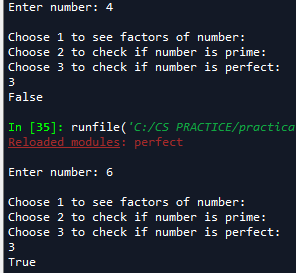 Enter number: 4
Choose 1 to see factors of number:
Choose 2 to check if number is prime:
Choose 3 to check if number is perfect:
3
False
In [35]: runfile('C:/CS PRACTICE/practica
Reloaded modules: perfect
Enter number: 6
Choose 1 to see factors of number:
Choose 2 to check if number is prime:
Choose 3 to check if number is perfect:
3
True